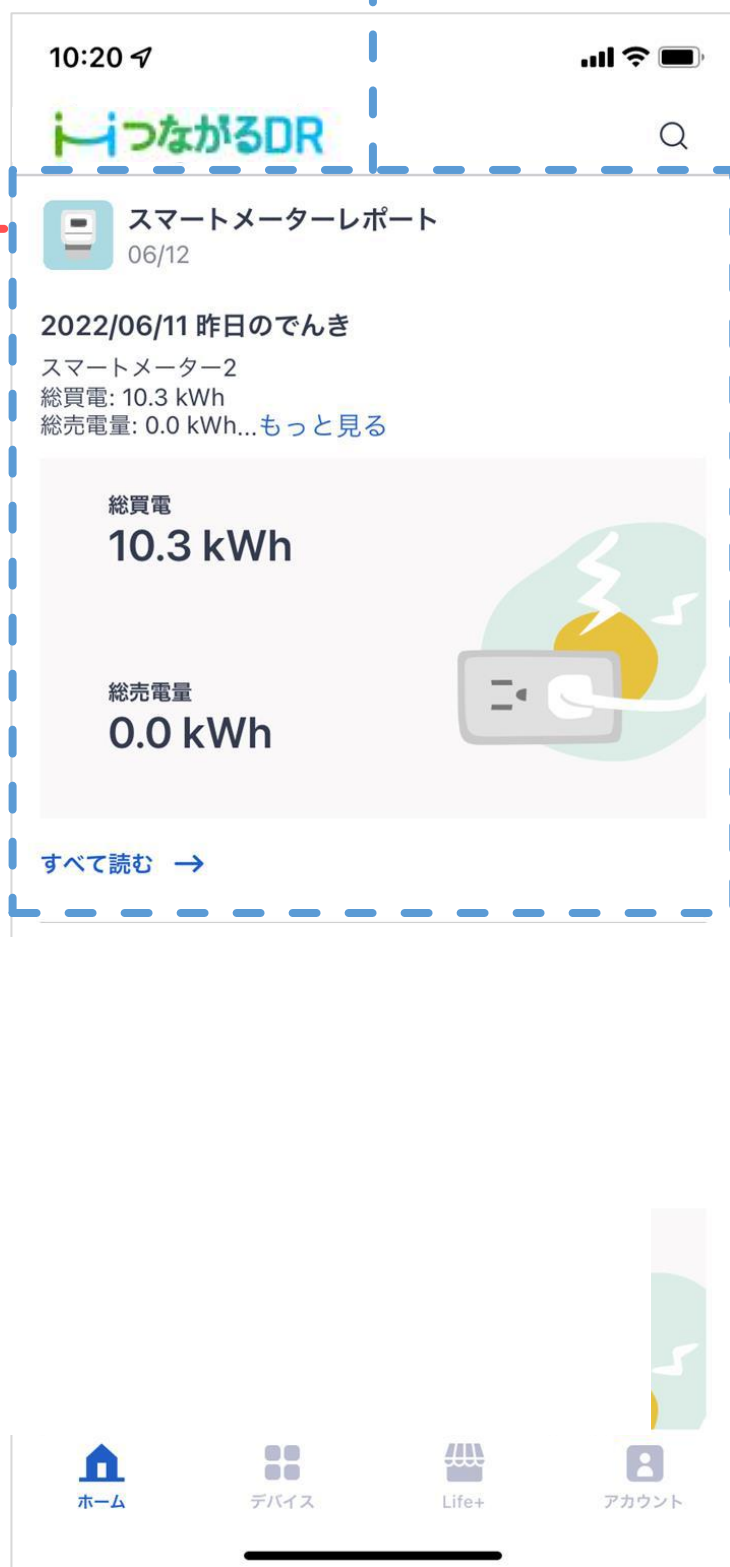 10:20
つながるDR
スマートメーターレポート
06/12
2022/06/11 昨日のでんき
スマートメーター2
総買電: 10.3 kWh
総売電量: 0.0 kWh...もっと見る
総買電
10.3 kWh
総売電量
0.0 kWh
すべて読む →
ホーム
デバイス
Life+
アカウント